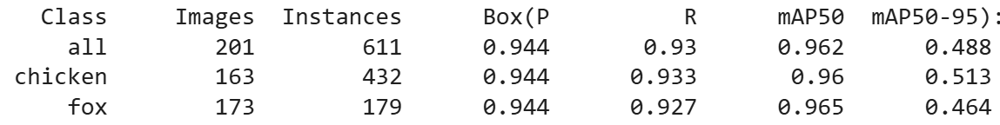 Class Images Instances Box(P R mAP50 mAP50-95):
all 201 611 0.944 0.93 0.962 0.488
chicken 163 432 0.944 0.933 0.96 0.513
fox 173 179 0.944 0.927 0.965 0.464